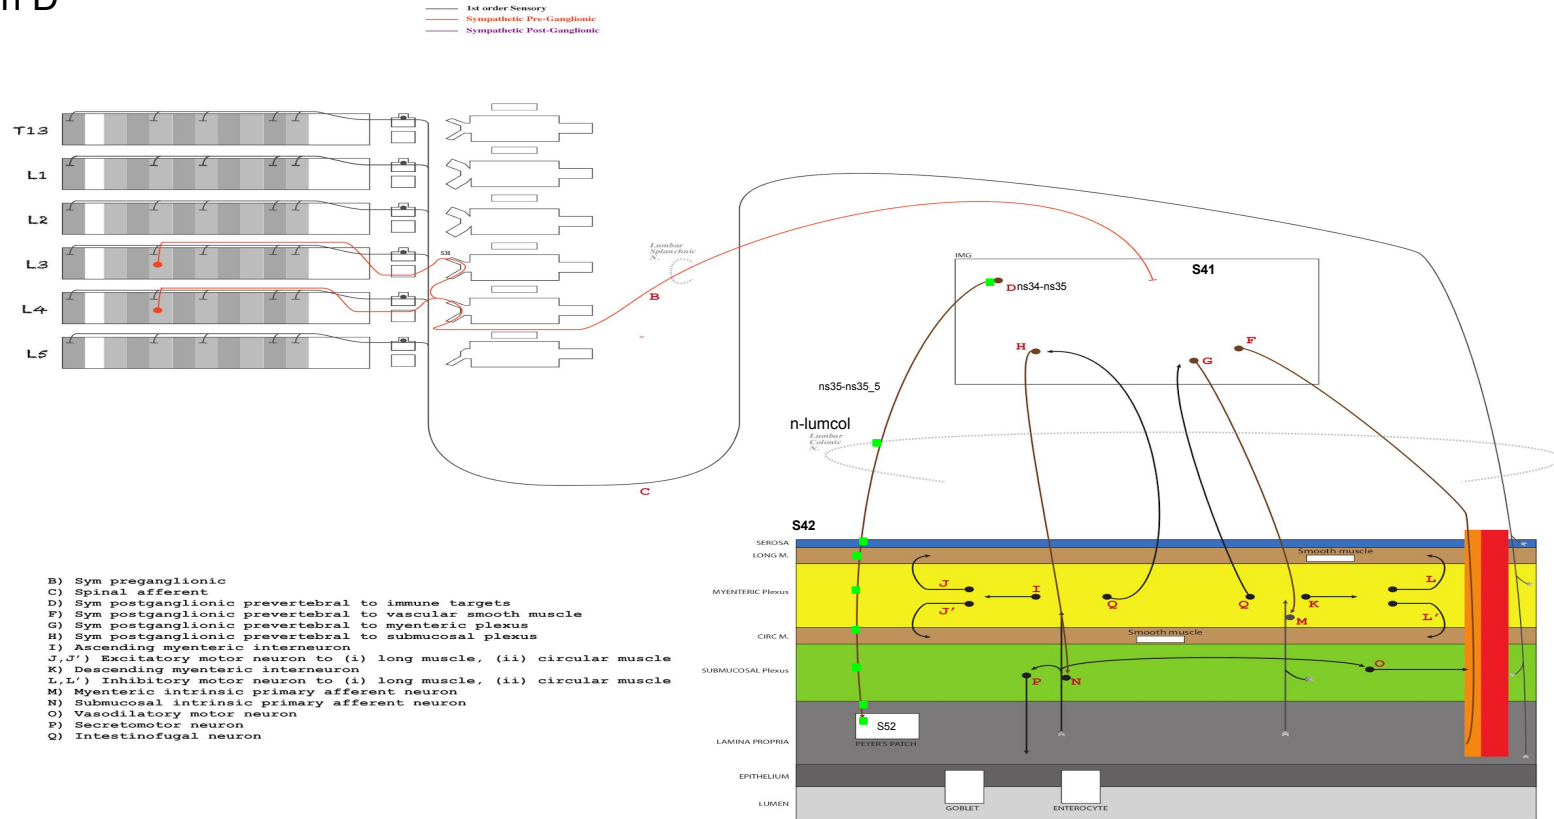 n D
1st order Sensory
Sympathetic Pre-Ganglionic
Sympathetic Post-Ganglionic
T13
L1
L2
L3
L4
L5
S38
Lumbar
Splanchnic
N.
B
C
IMG
S41
D ns34-ns35
H
G
F
ns35-ns35_5
n-lumcol
Lumbar
Colonic
N.
S42
SEROSA
LONG M.
Smooth muscle
MYENTERIC Plexus
J
J'
I
Q
Q
K
M
L
L'
CIRC M.
Smooth muscle
SUBMUCOSAL Plexus
P
N
O
S52
LAMINA PROPRIA
PEYER'S PATCH
EPITHELIUM
LUMEN
GOBLET
ENTEROCYTE
B) Sym preganglionic
C) Spinal afferent
D) Sym postganglionic prevertebral to immune targets
F) Sym postganglionic prevertebral to vascular smooth muscle
G) Sym postganglionic prevertebral to myenteric plexus
H) Sym postganglionic prevertebral to submucosal plexus
I) Ascending myenteric interneuron
J,J') Excitatory motor neuron to (i) long muscle, (ii) circular muscle
K) Descending myenteric interneuron
L,L') Inhibitory motor neuron to (i) long muscle, (ii) circular muscle
M) Myenteric intrinsic primary afferent neuron
N) Submucosal intrinsic primary afferent neuron
O) Vasodilatory motor neuron
P) Secretomotor neuron
Q) Intestinofugal neuron